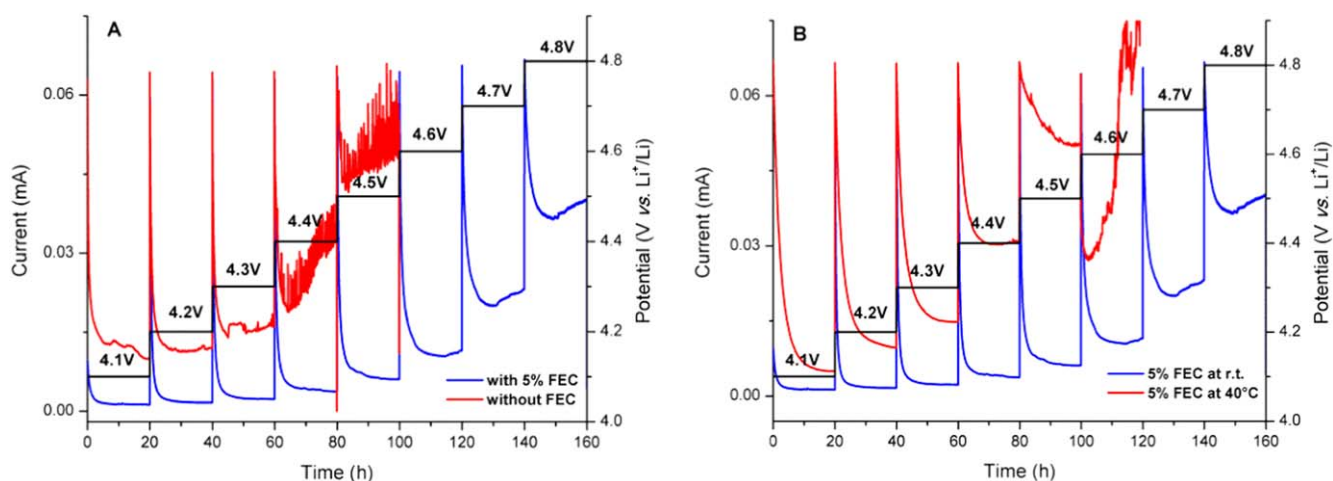 A
4.1V
4.2V
4.3V
4.4V
4.5V
4.6V
4.7V
4.8V
with 5% FEC
without FEC
0.06
0.03
0.00
Current (mA)
4.8
4.6
4.4
4.2
4.0
Potential (V vs. Li⁺/Li)
0 20 40 60 80 100 120 140 160
Time (h)
B
4.1V
4.2V
4.3V
4.4V
4.5V
4.6V
4.7V
4.8V
5% FEC at r.t.
5% FEC at 40°C
0.06
0.03
0.00
Current (mA)
4.8
4.6
4.4
4.2
4.0
Potential (V vs. Li⁺/Li)
0 20 40 60 80 100 120 140 160
Time (h)